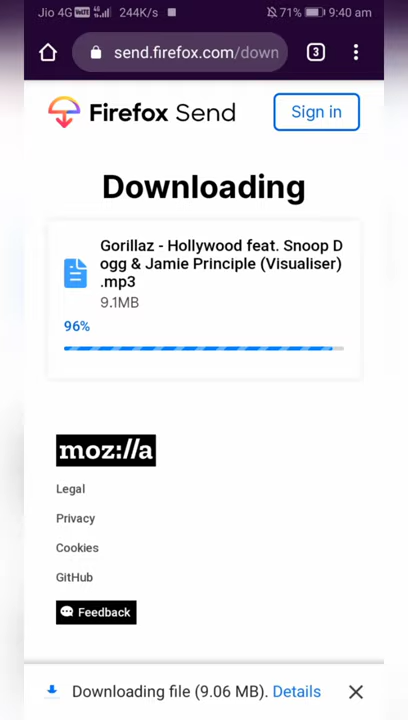 Jio 4G VoLTE 244K/s 71% 9:40 am
send.firefox.com/down 3
Firefox Send Sign in
Downloading
Gorillaz - Hollywood feat. Snoop D
ogg & Jamie Principle (Visualiser)
.mp3
9.1MB
96%
moz://a
Legal
Privacy
Cookies
GitHub
Feedback
Downloading file (9.06 MB). Details